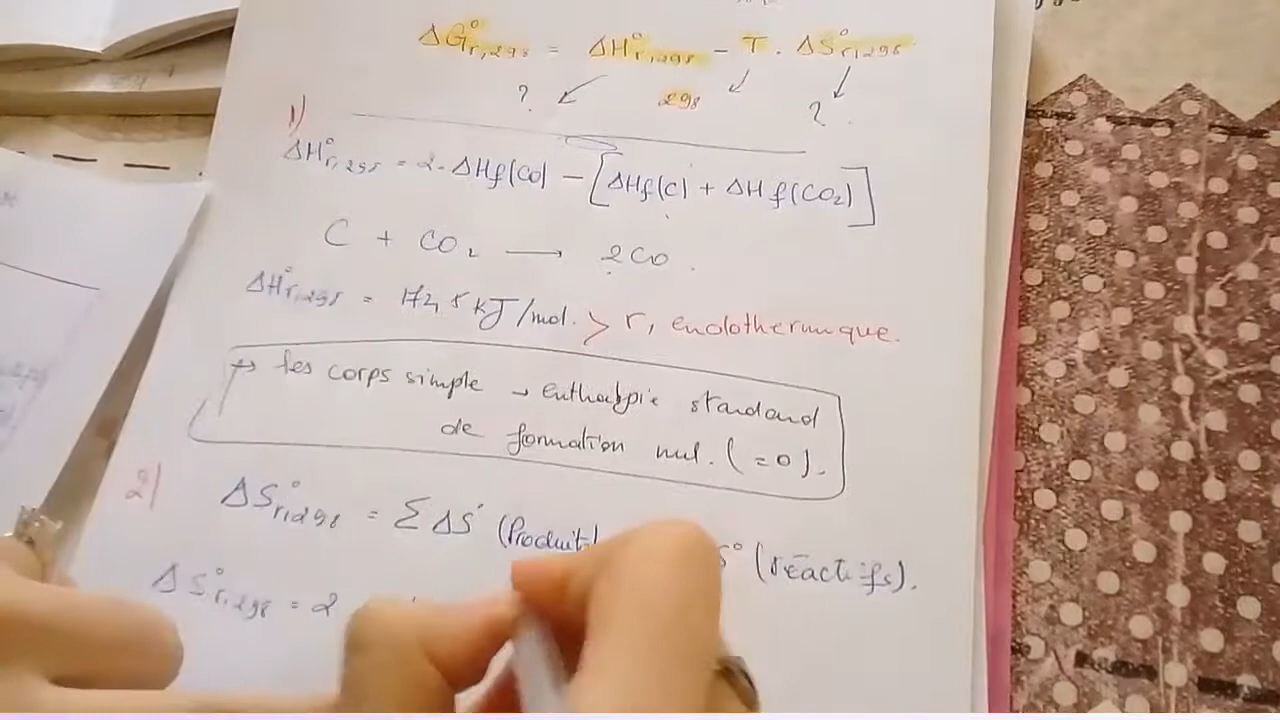 ΔG°r,298 = ΔH°r,298 - T . ΔS°r,298
? 298 ?
1)
ΔH°r,298 = 2. ΔHf(CO) - [ΔHf(C) + ΔHf(CO2)]
C + CO2 → 2CO .
ΔH°r,298 = 172,5 kJ/mol. > r, endothermique.
↔ les corps simple → enthalpie standard
de formation nul. (=0).
2)
ΔS°r,298 = Σ ΔS° (Produits) S° (réactifs).
ΔS°r,298 = 2